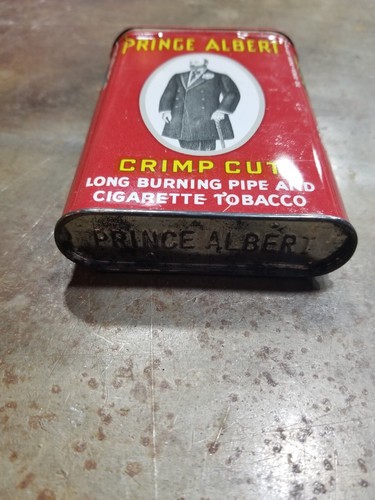 PRINCE ALBERT
CRIMP CUT
LONG BURNING PIPE AND
CIGARETTE TOBACCO
PRINCE ALBERT